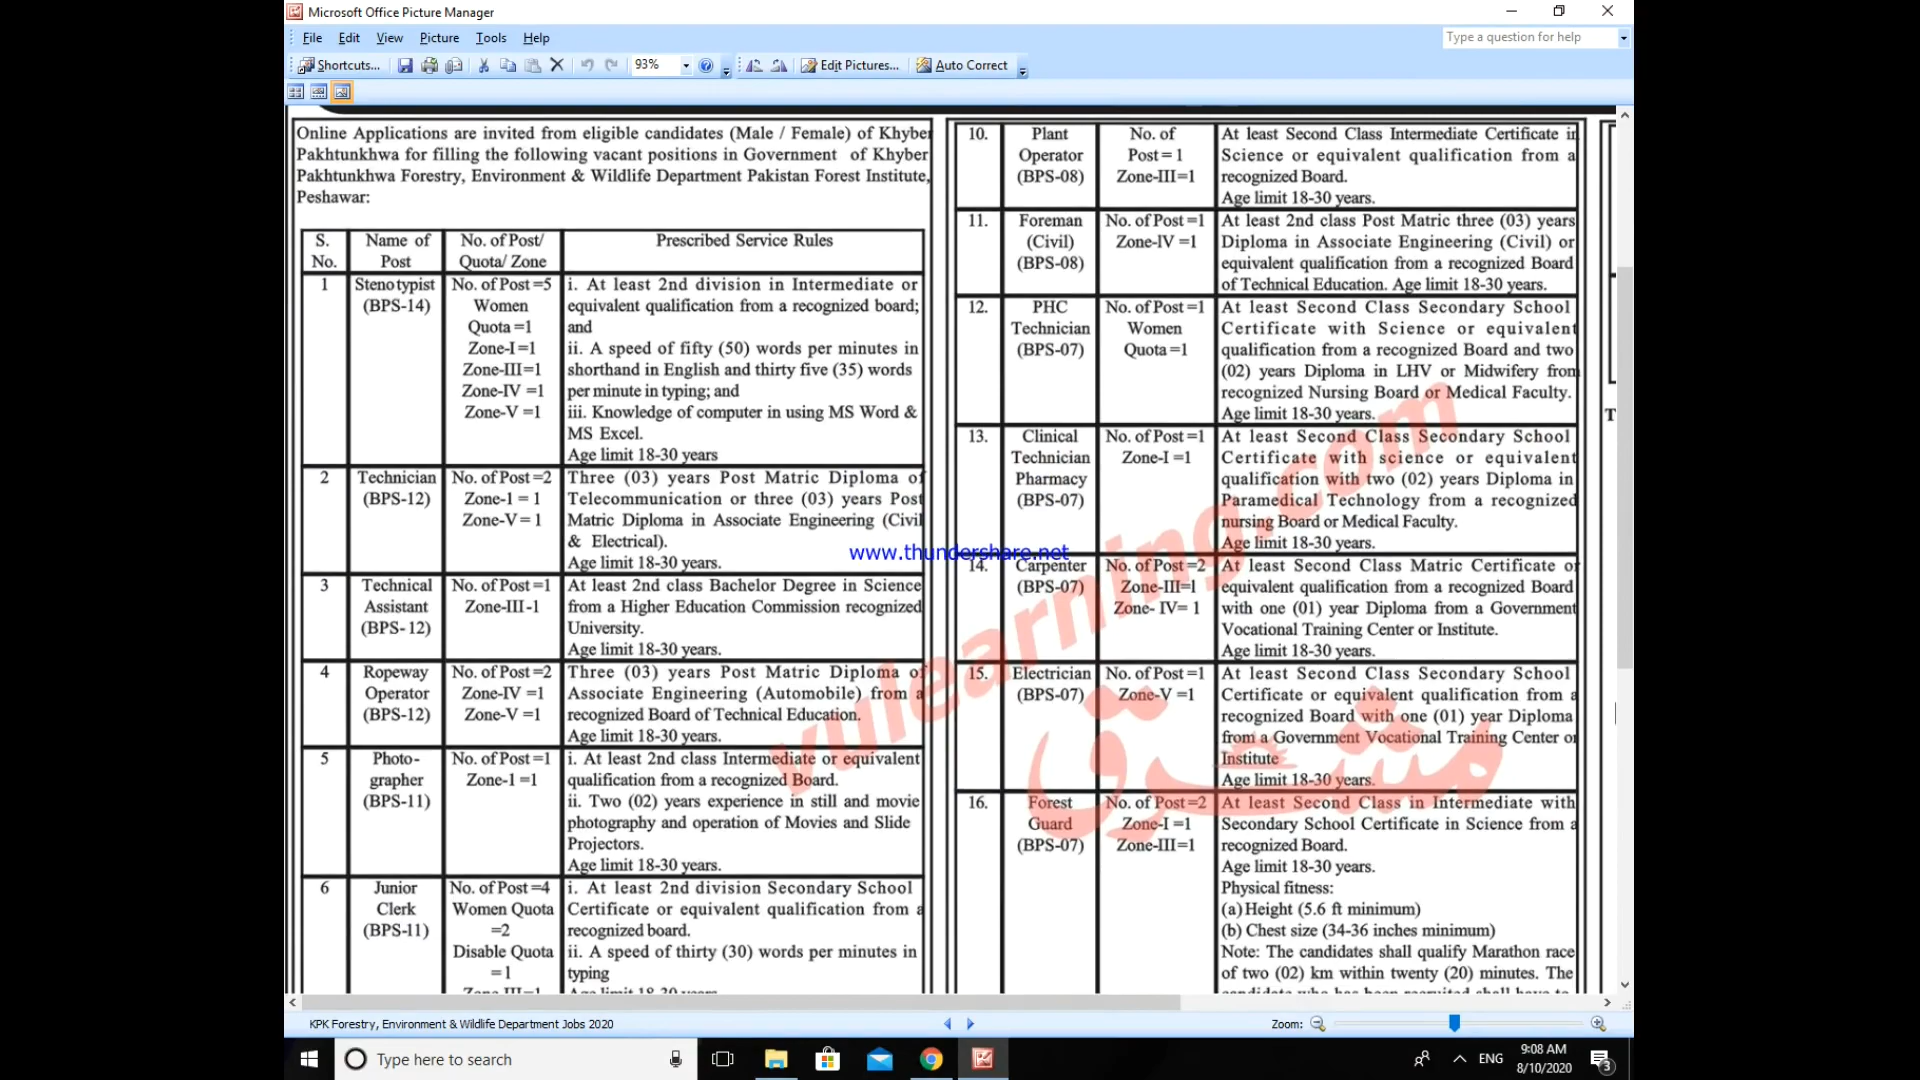 Microsoft Office Picture Manager
File Edit View Picture Tools Help
Type a question for help
Shortcuts... 93% Edit Pictures... Auto Correct
Online Applications are invited from eligible candidates (Male / Female) of Khyber
Pakhtunkhwa for filling the following vacant positions in Government of Khyber
Pakhtunkhwa Forestry, Environment & Wildlife Department Pakistan Forest Institute,
Peshawar:
S. No.
Name of Post
No. of Post/ Quota/ Zone
Prescribed Service Rules
1
Stenotypist
(BPS-14)
No. of Post =5
Women
Quota =1
Zone-I =1
Zone-III=1
Zone-IV =1
Zone-V =1
i. At least 2nd division in Intermediate or
equivalent qualification from a recognized board;
and
ii. A speed of fifty (50) words per minutes in
shorthand in English and thirty five (35) words
per minute in typing; and
iii. Knowledge of computer in using MS Word &
MS Excel.
Age limit 18-30 years
2
Technician
(BPS-12)
No. of Post =2
Zone-1 = 1
Zone-V = 1
Three (03) years Post Matric Diploma of
Telecommunication or three (03) years Post
Matric Diploma in Associate Engineering (Civil
& Electrical).
Age limit 18-30 years.
3
Technical
Assistant
(BPS-12)
No. of Post =1
Zone-III-1
At least 2nd class Bachelor Degree in Science
from a Higher Education Commission recognized
University.
Age limit 18-30 years.
4
Ropeway
Operator
(BPS-12)
No. of Post =2
Zone-IV =1
Zone-V =1
Three (03) years Post Matric Diploma of
Associate Engineering (Automobile) from a
recognized Board of Technical Education.
Age limit 18-30 years.
5
Photo-
grapher
(BPS-11)
No. of Post =1
Zone-1 =1
i. At least 2nd class Intermediate or equivalent
qualification from a recognized Board.
ii. Two (02) years experience in still and movie
photography and operation of Movies and Slide
Projectors.
Age limit 18-30 years.
6
Junior
Clerk
(BPS-11)
No. of Post =4
Women Quota
=2
Disable Quota
=1
Zone-III=1
i. At least 2nd division Secondary School
Certificate or equivalent qualification from a
recognized board.
ii. A speed of thirty (30) words per minutes in
typing
Age limit 18-30 years.
10.
Plant
Operator
(BPS-08)
No. of
Post = 1
Zone-III=1
At least Second Class Intermediate Certificate in
Science or equivalent qualification from a
recognized Board.
Age limit 18-30 years.
11.
Foreman
(Civil)
(BPS-08)
No. of Post =1
Zone-IV =1
At least 2nd class Post Matric three (03) years
Diploma in Associate Engineering (Civil) or
equivalent qualification from a recognized Board
of Technical Education. Age limit 18-30 years.
12.
PHC
Technician
(BPS-07)
No. of Post =1
Women
Quota =1
At least Second Class Secondary School
Certificate with Science or equivalent
qualification from a recognized Board and two
(02) years Diploma in LHV or Midwifery from
recognized Nursing Board or Medical Faculty.
Age limit 18-30 years.
13.
Clinical
Technician
Pharmacy
(BPS-07)
No. of Post =1
Zone-I =1
At least Second Class Secondary School
Certificate with science or equivalent
qualification with two (02) years Diploma in
Paramedical Technology from a recognized
nursing Board or Medical Faculty.
Age limit 18-30 years.
14.
Carpenter
(BPS-07)
No. of Post =2
Zone-III=1
Zone- IV= 1
At least Second Class Matric Certificate or
equivalent qualification from a recognized Board
with one (01) year Diploma from a Government
Vocational Training Center or Institute.
Age limit 18-30 years.
15.
Electrician
(BPS-07)
No. of Post =1
Zone-V =1
At least Second Class Secondary School
Certificate or equivalent qualification from a
recognized Board with one (01) year Diploma
from a Government Vocational Training Center or
Institute
Age limit 18-30 years.
16.
Forest
Guard
(BPS-07)
No. of Post =2
Zone-I =1
Zone-III=1
At least Second Class in Intermediate with
Secondary School Certificate in Science from a
recognized Board.
Age limit 18-30 years.
Physical fitness:
(a) Height (5.6 ft minimum)
(b) Chest size (34-36 inches minimum)
Note: The candidates shall qualify Marathon race
of two (02) km within twenty (20) minutes. The
candidate who has been recruited shall have to
T
www.thundershare.net
vulearning.com
مشرق
KPK Forestry, Environment & Wildlife Department Jobs 2020
Zoom:
Type here to search
ENG
9:08 AM
8/10/2020
3